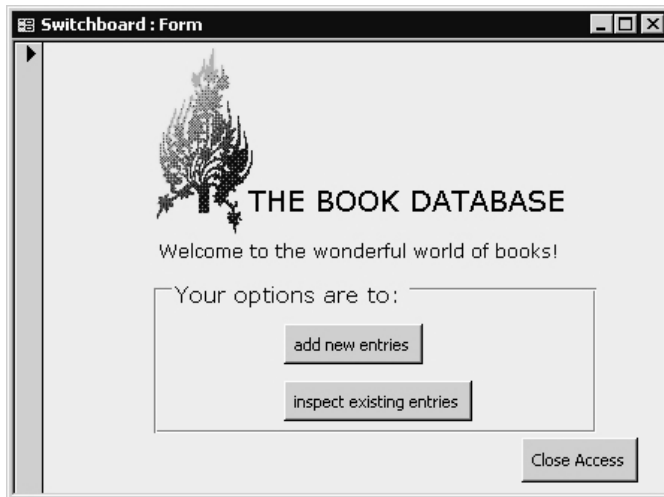 Switchboard : Form
THE BOOK DATABASE
Welcome to the wonderful world of books!
Your options are to:
add new entries
inspect existing entries
Close Access